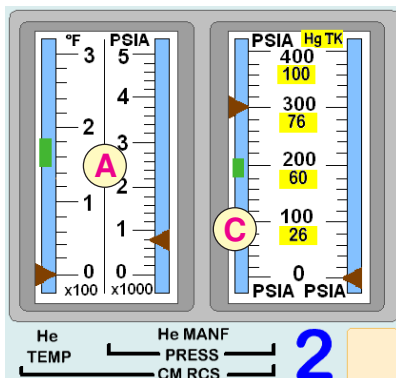 °F PSIA
3 5
4
2 3
A
2
1
1
0 0
x100 x1000
PSIA Hg TK
400
100
300
76
200
60
C
100
26
0
PSIA PSIA
He TEMP
He MANF PRESS
CM RCS
2